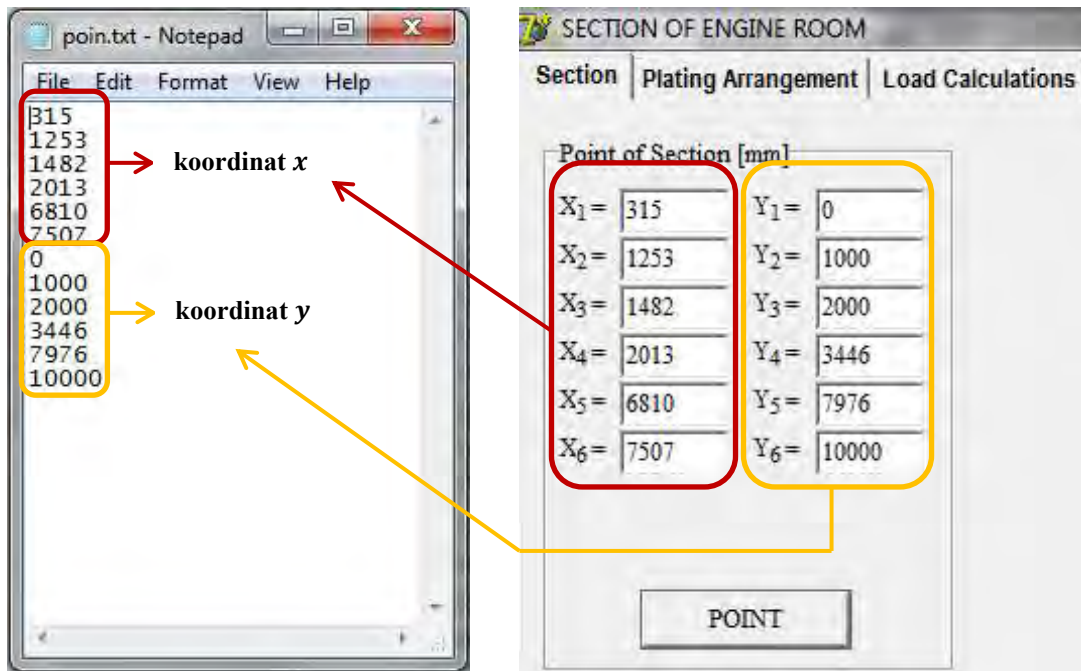 poin.txt - Notepad
File Edit Format View Help
315
1253
1482
2013
6810
7507
0
1000
2000
3446
7976
10000
koordinat x
koordinat y
SECTION OF ENGINE ROOM
Section Plating Arrangement Load Calculations
Point of Section [mm]
X1= 315 Y1= 0
X2= 1253 Y2= 1000
X3= 1482 Y3= 2000
X4= 2013 Y4= 3446
X5= 6810 Y5= 7976
X6= 7507 Y6= 10000
POINT